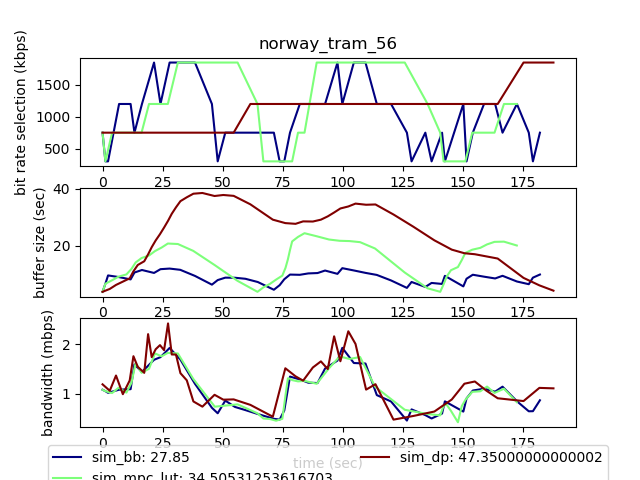 norway_tram_56
bit rate selection (kbps)
1500
1000
500
0 25 50 75 100 125 150 175
buffer size (sec)
40
20
0 25 50 75 100 125 150 175
bandwidth (mbps)
2
1
0 25 50 75 100 125 150 175
time (sec)
sim_bb: 27.85
sim_mpc_lut: 34.50531253616703
sim_dp: 47.35000000000002